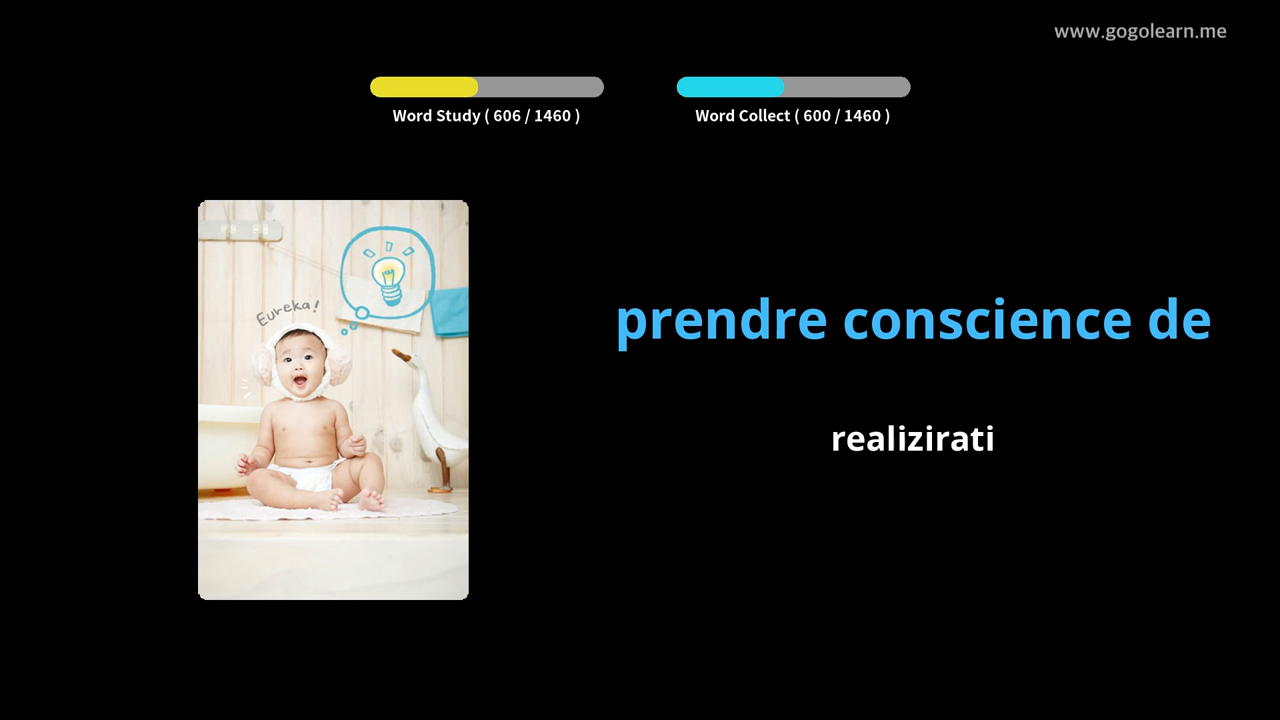 www.gogolearn.me
Word Study ( 606 / 1460 )
Word Collect ( 600 / 1460 )
Eureka!
prendre conscience de
realizirati